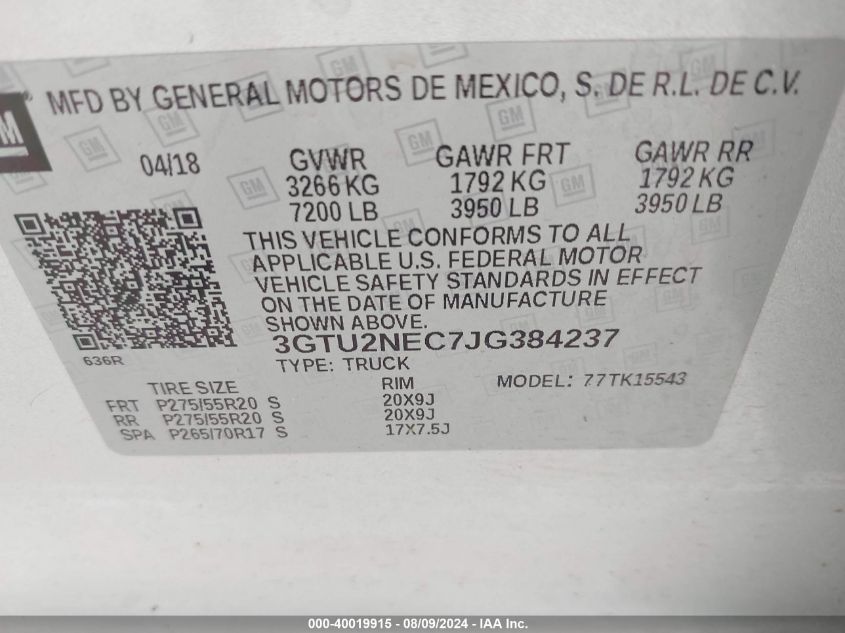 GM ® MFD BY GENERAL MOTORS DE MEXICO, S. DE R.L. DE C.V.
04/18 GVWR GAWR FRT GAWR RR
3266 KG 1792 KG 1792 KG
7200 LB 3950 LB 3950 LB
THIS VEHICLE CONFORMS TO ALL
APPLICABLE U.S. FEDERAL MOTOR
VEHICLE SAFETY STANDARDS IN EFFECT
ON THE DATE OF MANUFACTURE
SHOWN ABOVE.
3GTU2NEC7JG384237
636R TYPE: TRUCK
TIRE SIZE RIM MODEL: 77TK15543
FRT P275/55R20 S 20X9J
RR P275/55R20 S 20X9J
SPA P265/70R17 S 17X7.5J
000-40019915 - 08/09/2024 - IAA Inc.